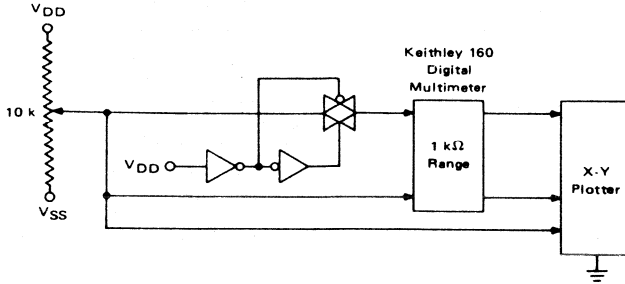 VDD
10 k
VSS
VDD
Keithley 160
Digital
Multimeter
1 kΩ
Range
X-Y
Plotter